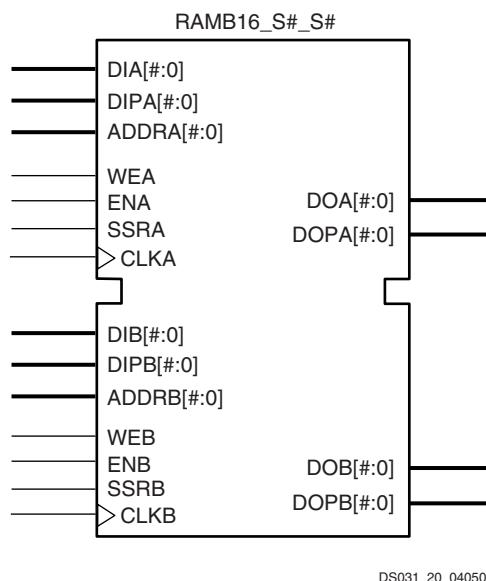 RAMB16_S#_S#
DIA[#:0]
DIPA[#:0]
ADDRA[#:0]
WEA
ENA
SSRA
CLKA
DOA[#:0]
DOPA[#:0]
DIB[#:0]
DIPB[#:0]
ADDRB[#:0]
WEB
ENB
SSRB
CLKB
DOB[#:0]
DOPB[#:0]
DS031_20_04050